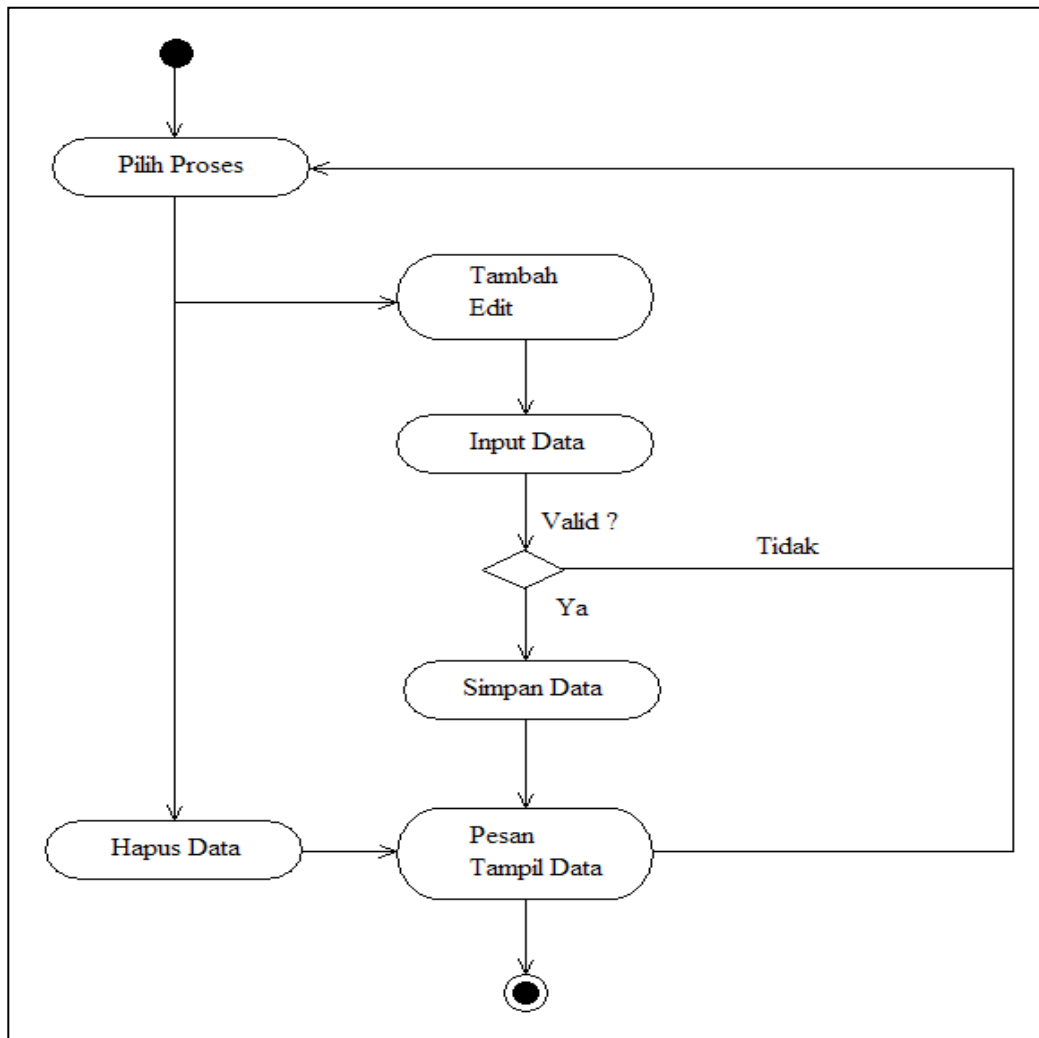 Pilih Proses
Tambah
Edit
Input Data
Valid ?
Tidak
Ya
Simpan Data
Hapus Data
Pesan
Tampil Data